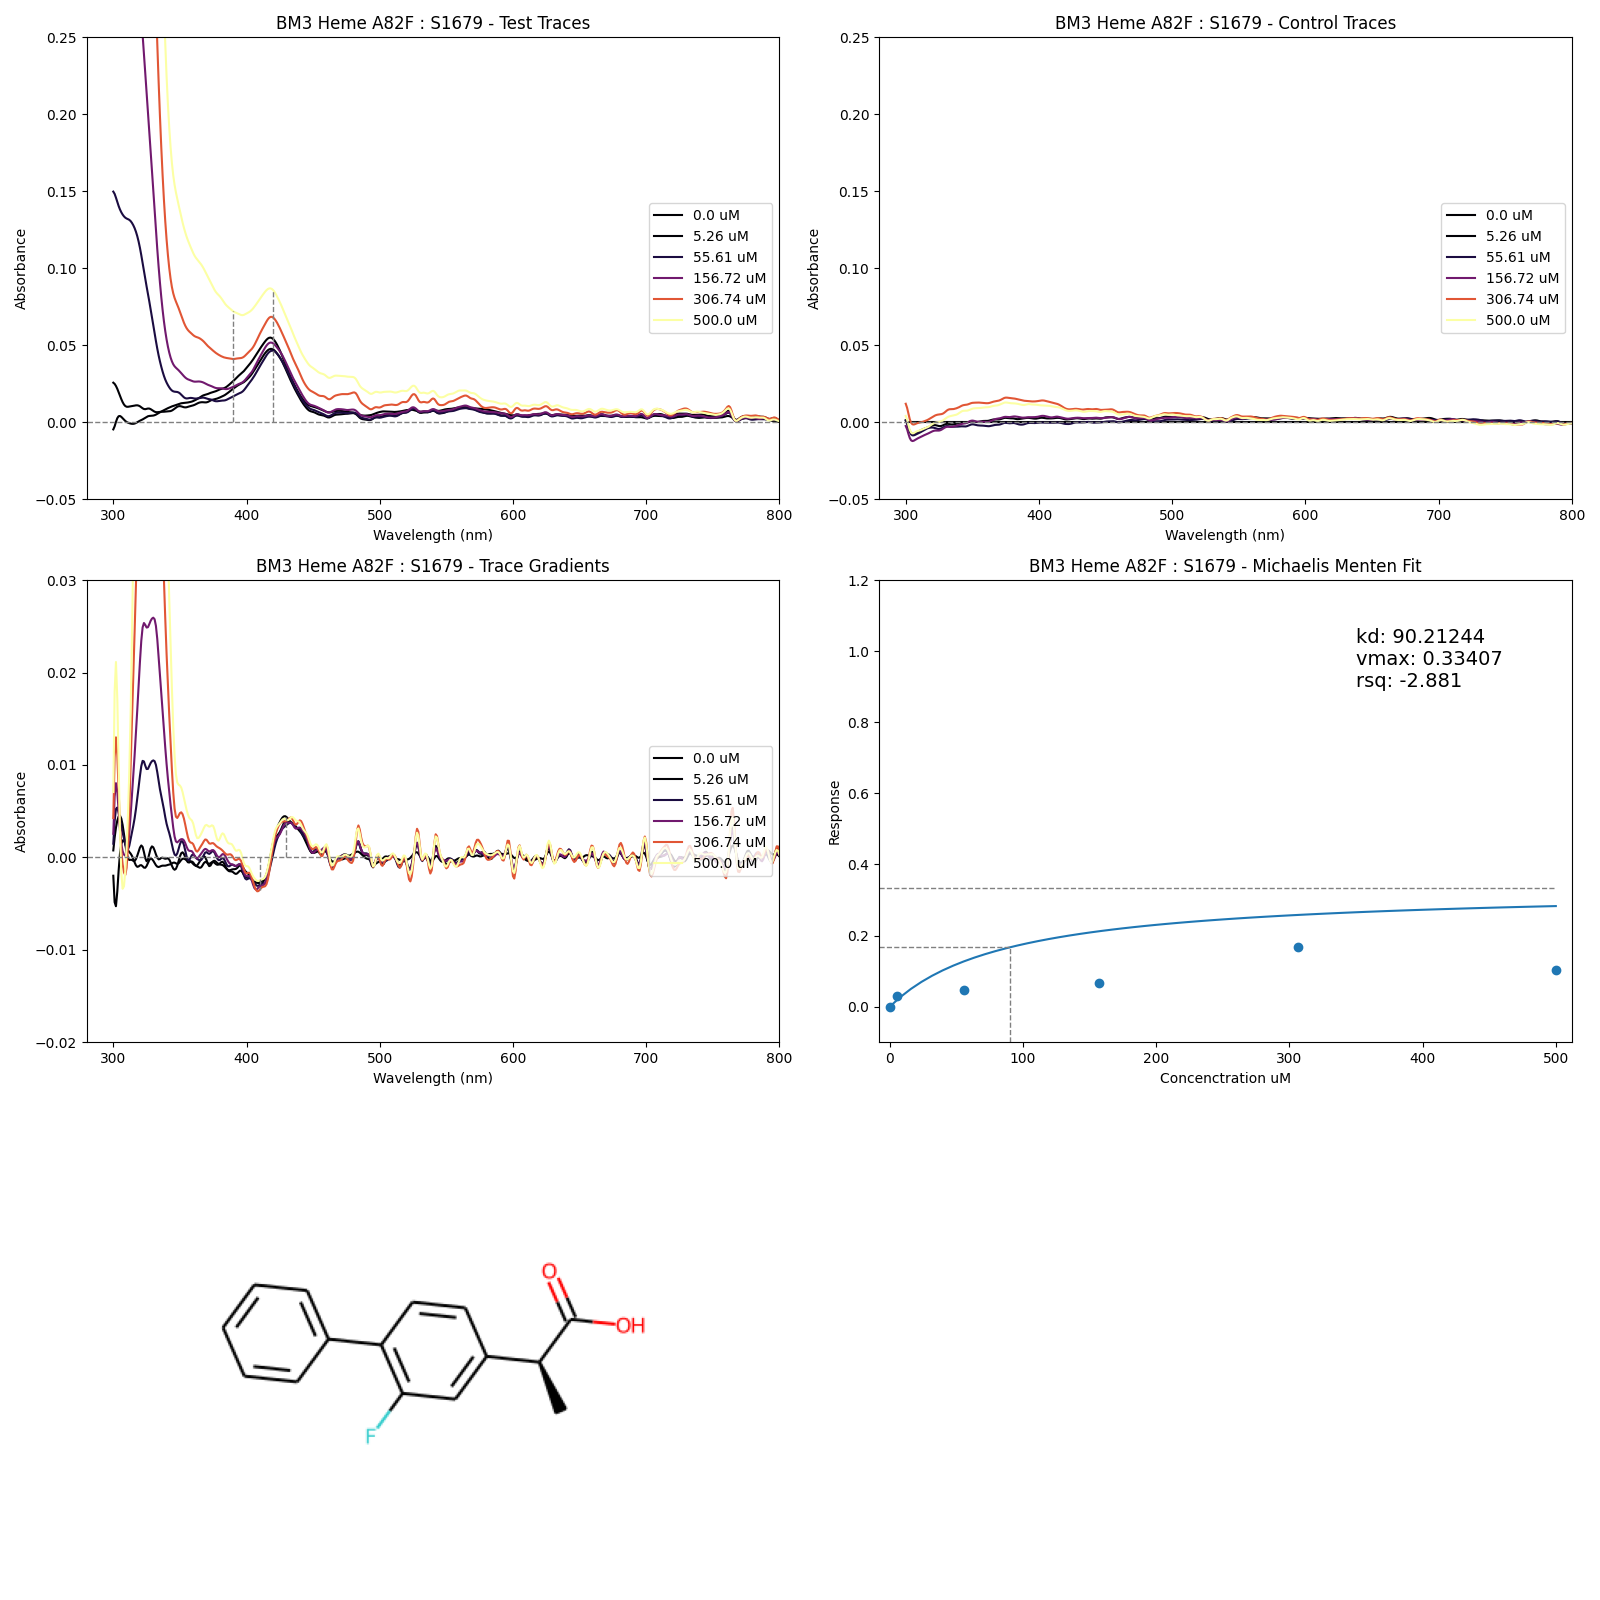 BM3 Heme A82F : S1679 - Test Traces
0.25
0.20
0.15
0.10
0.05
0.00
−0.05
Absorbance
300 400 500 600 700 800
Wavelength (nm)
0.0 uM
5.26 uM
55.61 uM
156.72 uM
306.74 uM
500.0 uM
BM3 Heme A82F : S1679 - Control Traces
0.25
0.20
0.15
0.10
0.05
0.00
−0.05
Absorbance
300 400 500 600 700 800
Wavelength (nm)
0.0 uM
5.26 uM
55.61 uM
156.72 uM
306.74 uM
500.0 uM
BM3 Heme A82F : S1679 - Trace Gradients
0.03
0.02
0.01
0.00
−0.01
−0.02
Absorbance
300 400 500 600 700 800
Wavelength (nm)
0.0 uM
5.26 uM
55.61 uM
156.72 uM
306.74 uM
500.0 uM
BM3 Heme A82F : S1679 - Michaelis Menten Fit
1.2
1.0
0.8
0.6
0.4
0.2
0.0
Response
0 100 200 300 400 500
Concenctration uM
kd: 90.21244
vmax: 0.33407
rsq: -2.881
O
OH
F